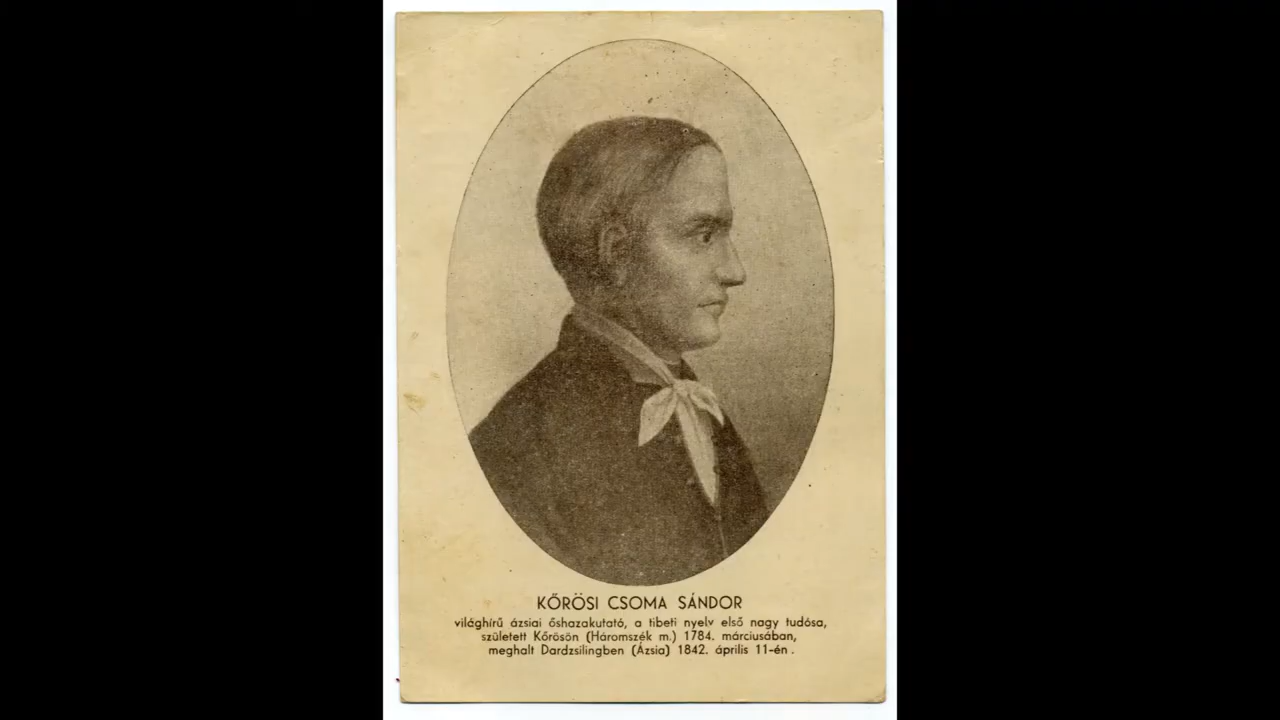 KŐRÖSI CSOMA SÁNDOR
világhírű ázsiai őshazakutató, a tibeti nyelv első nagy tudósa,
született Kőrösön (Háromszék m.) 1784. márciusában,
meghalt Dardzsilingben (Ázsia) 1842. április 11-én.